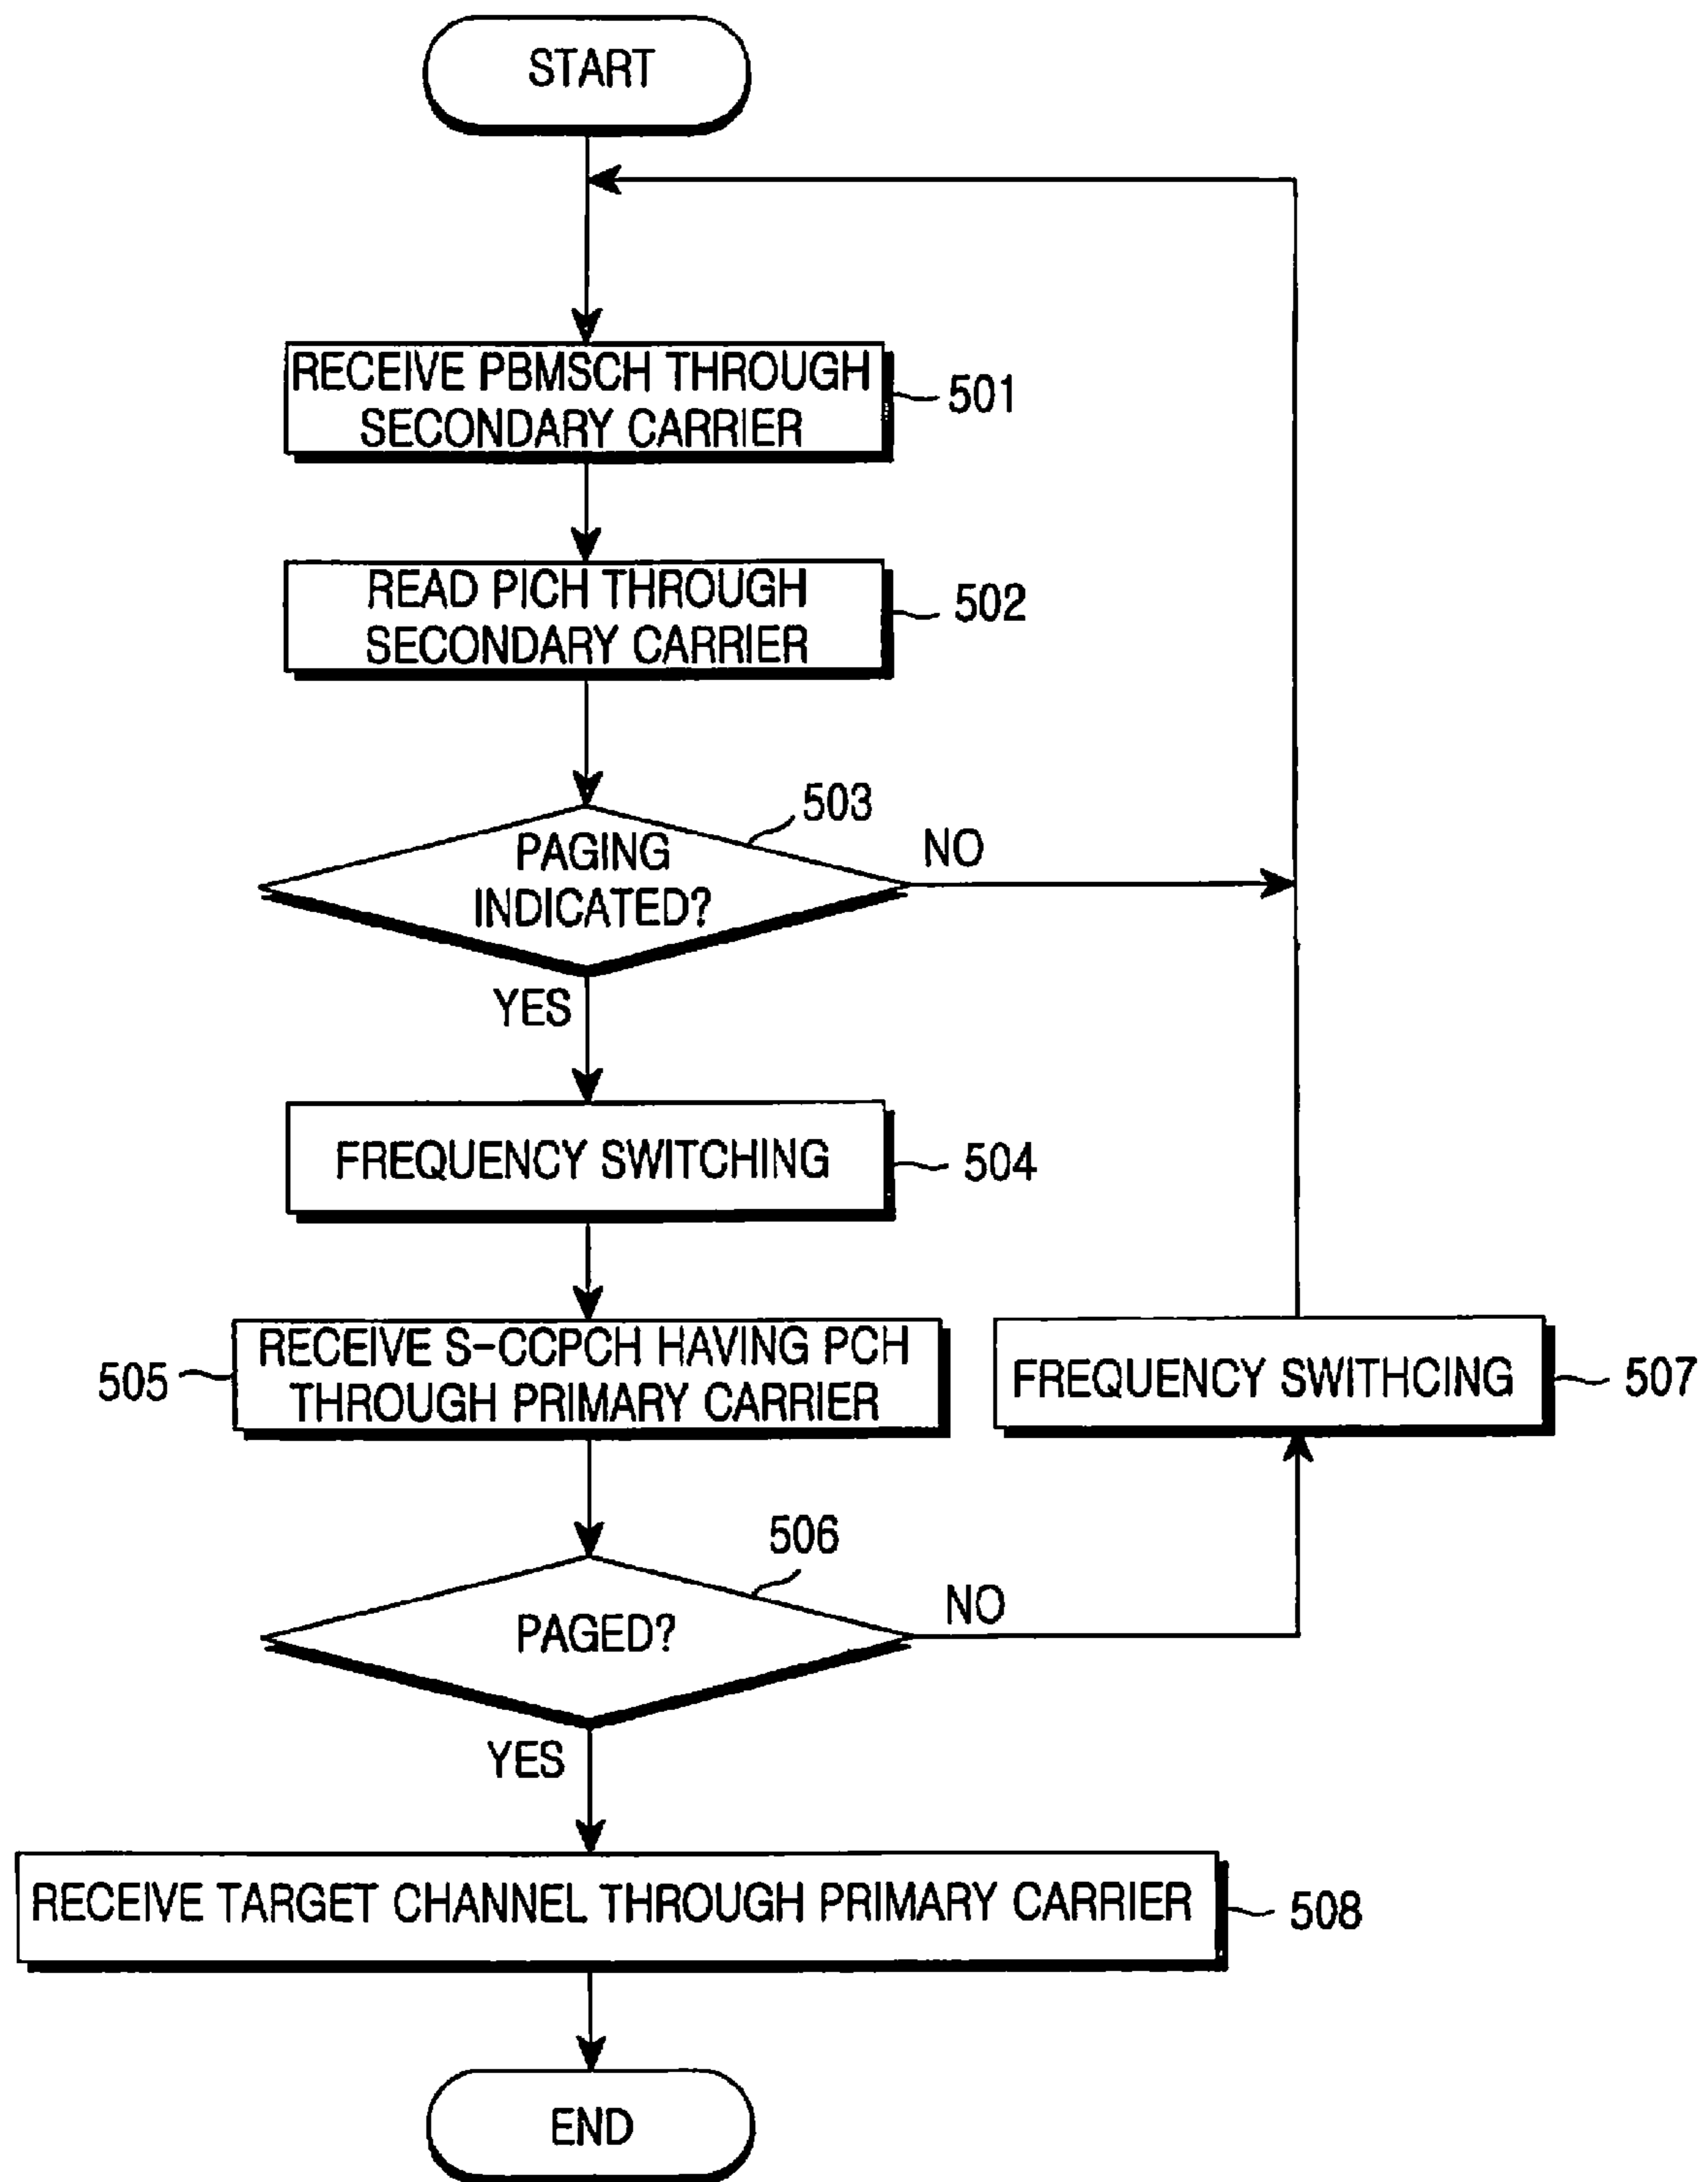 START
RECEIVE PBMSCH THROUGH
SECONDARY CARRIER
501
READ PICH THROUGH
SECONDARY CARRIER
502
503
PAGING
INDICATED?
NO
YES
FREQUENCY SWITCHING
504
RECEIVE S-CCPCH HAVING PCH
THROUGH PRIMARY CARRIER
505
FREQUENCY SWITHCING
507
506
PAGED?
NO
YES
RECEIVE TARGET CHANNEL THROUGH PRIMARY CARRIER
508
END